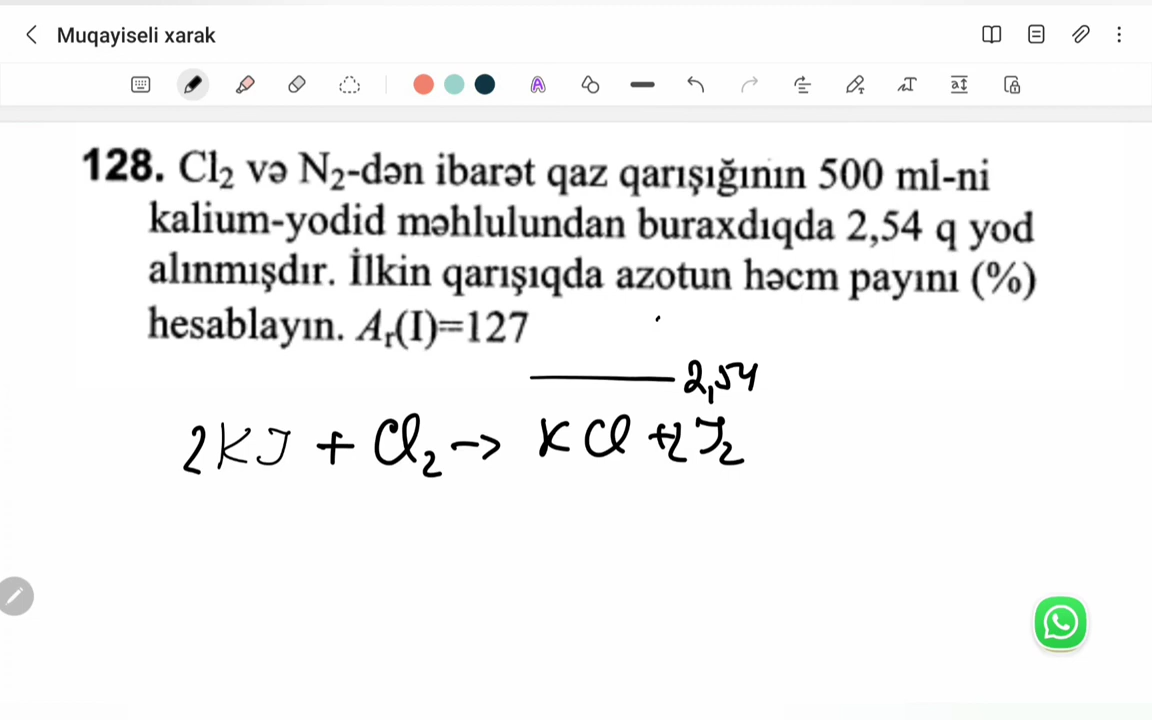 Muqayiseli xarak
128. Cl₂ və N₂-dən ibarət qaz qarışığının 500 ml-ni
kalium-yodid məhlulundan buraxdıqda 2,54 q yod
alınmışdır. İlkin qarışıqda azotun həcm payını (%)
hesablayın. Aᵣ(I)=127
2,54
2KJ + Cl₂ → KCl + J₂